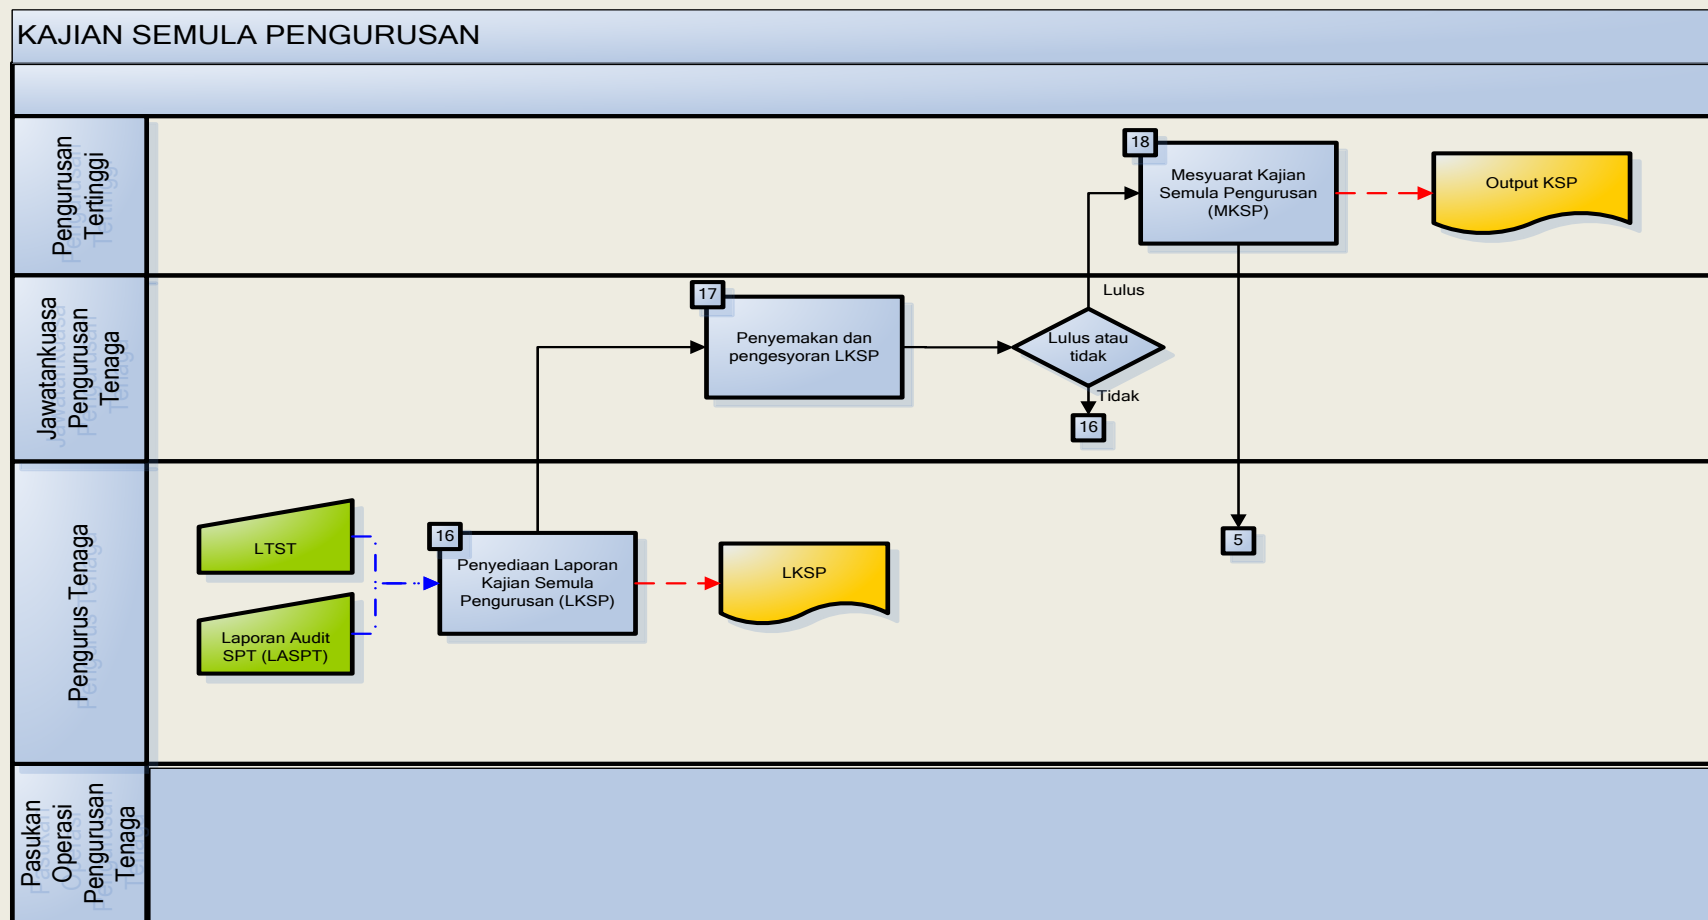 KAJIAN SEMULA PENGURUSAN
Pengurusan
Tertinggi
18
Mesyuarat Kajian
Semula Pengurusan
(MKSP)
Output KSP
Jawatankuasa
Pengurusan
Tenaga
17
Penyemakan dan
pengesyoran LKSP
Lulus
Lulus atau
tidak
Tidak
16
Pengurus Tenaga
LTST
Laporan Audit
SPT (LASPT)
16
Penyediaan Laporan
Kajian Semula
Pengurusan (LKSP)
LKSP
5
Pasukan
Operasi
Pengurusan
Tenaga